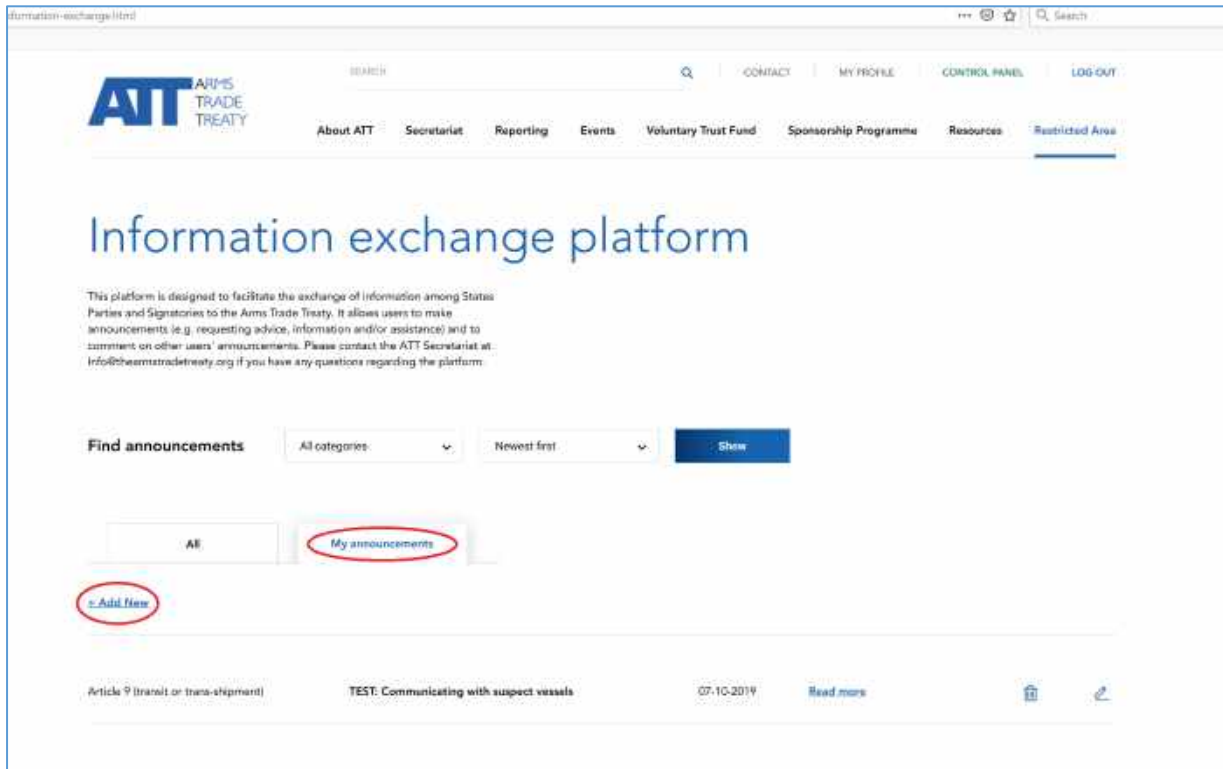 formation-exchange.html
Search
ATT ARMS
TRADE
TREATY
SEARCH
CONTACT
MY PROFILE
CONTROL PANEL
LOG OUT
About ATT
Secretariat
Reporting
Events
Voluntary Trust Fund
Sponsorship Programme
Resources
Restricted Area
Information exchange platform
This platform is designed to facilitate the exchange of information among States
Parties and Signatories to the Arms Trade Treaty. It allows users to make
announcements (e.g. requesting advice, information and/or assistance) and to
comment on other users' announcements. Please contact the ATT Secretariat at
info@thearmstradetreaty.org if you have any questions regarding the platform.
Find announcements
All categories
Newest first
Show
All
My announcements
+ Add New
Article 9 (transit or trans-shipment)
TEST: Communicating with suspect vessels
07-10-2019
Read more